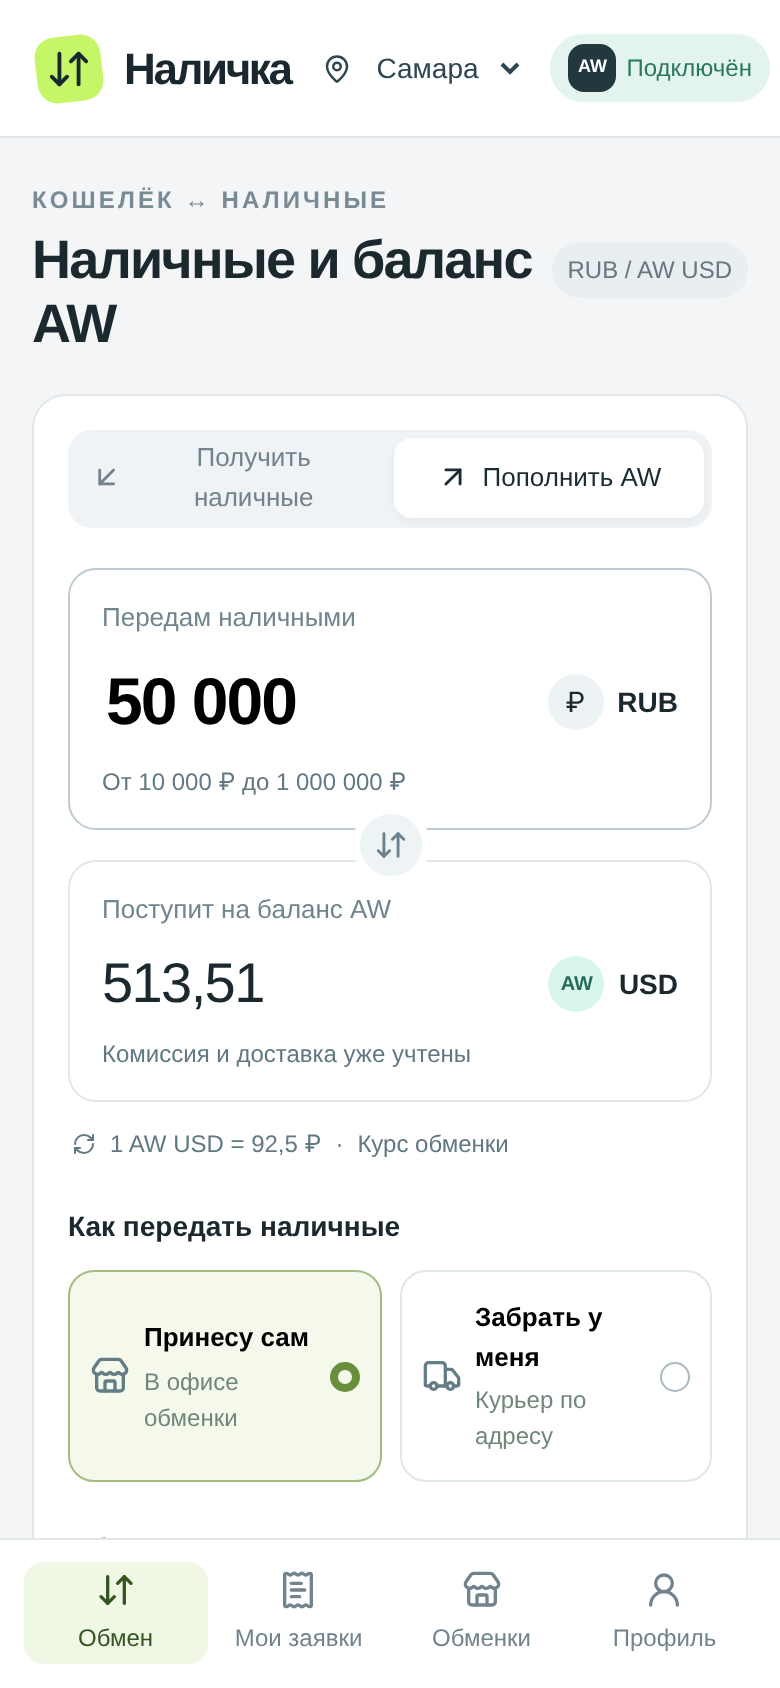 Наличка
Самара
AW Подключён
КОШЕЛЁК ↔ НАЛИЧНЫЕ
Наличные и баланс
AW
RUB / AW USD
Получить
наличные
Пополнить AW
Передам наличными
50 000
₽ RUB
От 10 000 ₽ до 1 000 000 ₽
Поступит на баланс AW
513,51
AW USD
Комиссия и доставка уже учтены
1 AW USD = 92,5 ₽ · Курс обменки
Как передать наличные
Принесу сам
В офисе
обменки
Забрать у
меня
Курьер по
адресу
Обмен
Мои заявки
Обменки
Профиль